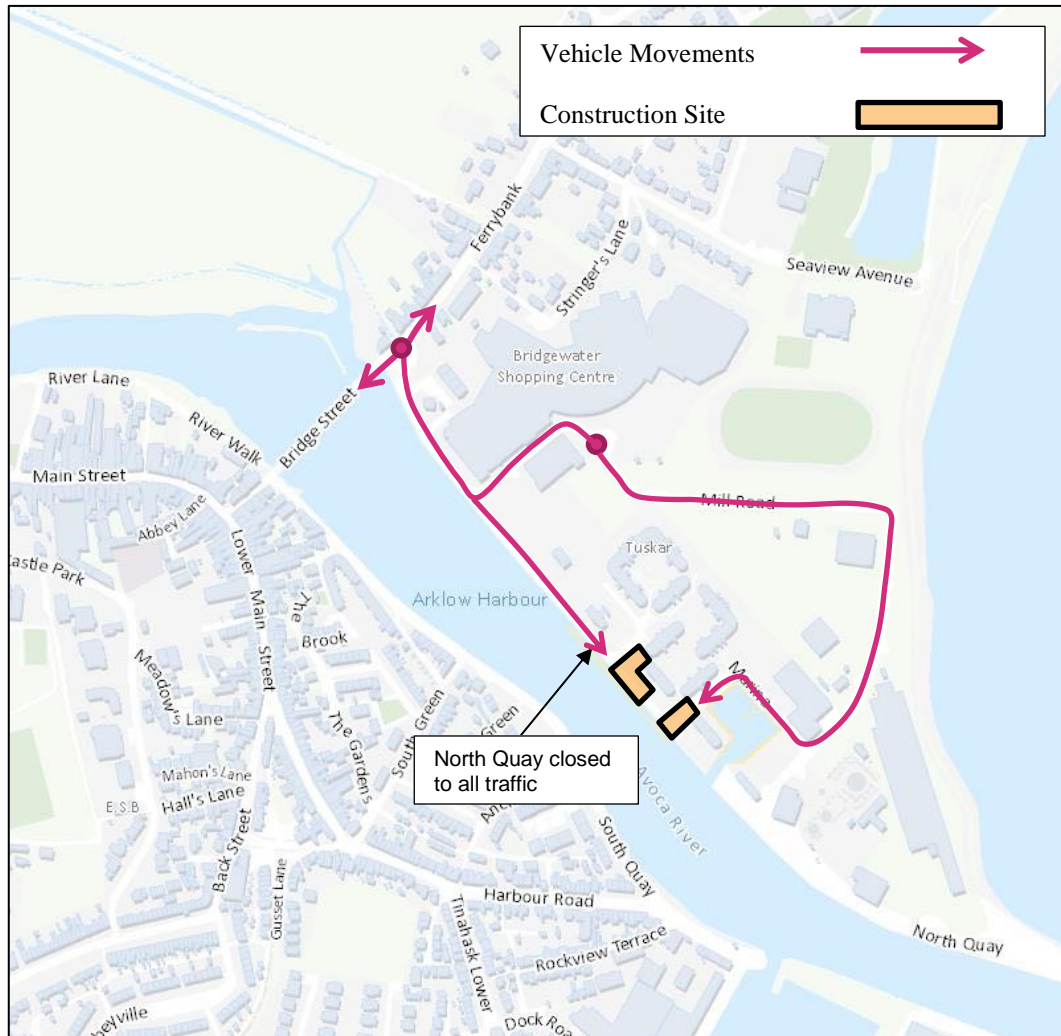 Vehicle Movements
Construction Site
Ferrybank
Stringer's Lane
Seaview Avenue
Bridgewater
Shopping Centre
River Lane
River Walk
Bridge Street
Main Street
Abbey Lane
Castle Park
Lower Main Street
The
Brook
Arklow Harbour
Mill Road
Tuskar
Meadow's Lane
The Gardens
South Green
Green
Marina
North Quay closed
to all traffic
Mahon's Lane
Hall's Lane
E.S.B
Back Street
Gusset Lane
Avoca River
South Quay
Harbour Road
Tinahask Lower
Rockview Terrace
North Quay
Dock Roa
beyville